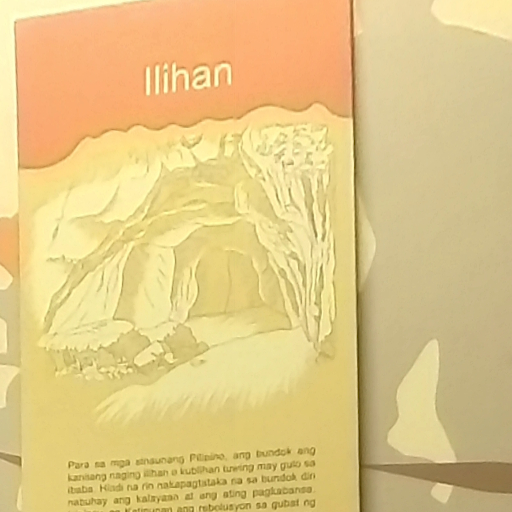 Ilihan
Para sa mga sinaunang Pilipino, ang bundok ang
kanilang naging ilihan o kublihan tuwing may gulo sa
ibaba. Hindi na rin nakapagtataka na sa bundok din
nabuhay ang kalayaan at ang ating pagkabansa.
ng Katipunan ang rebolusyon sa gubat ng